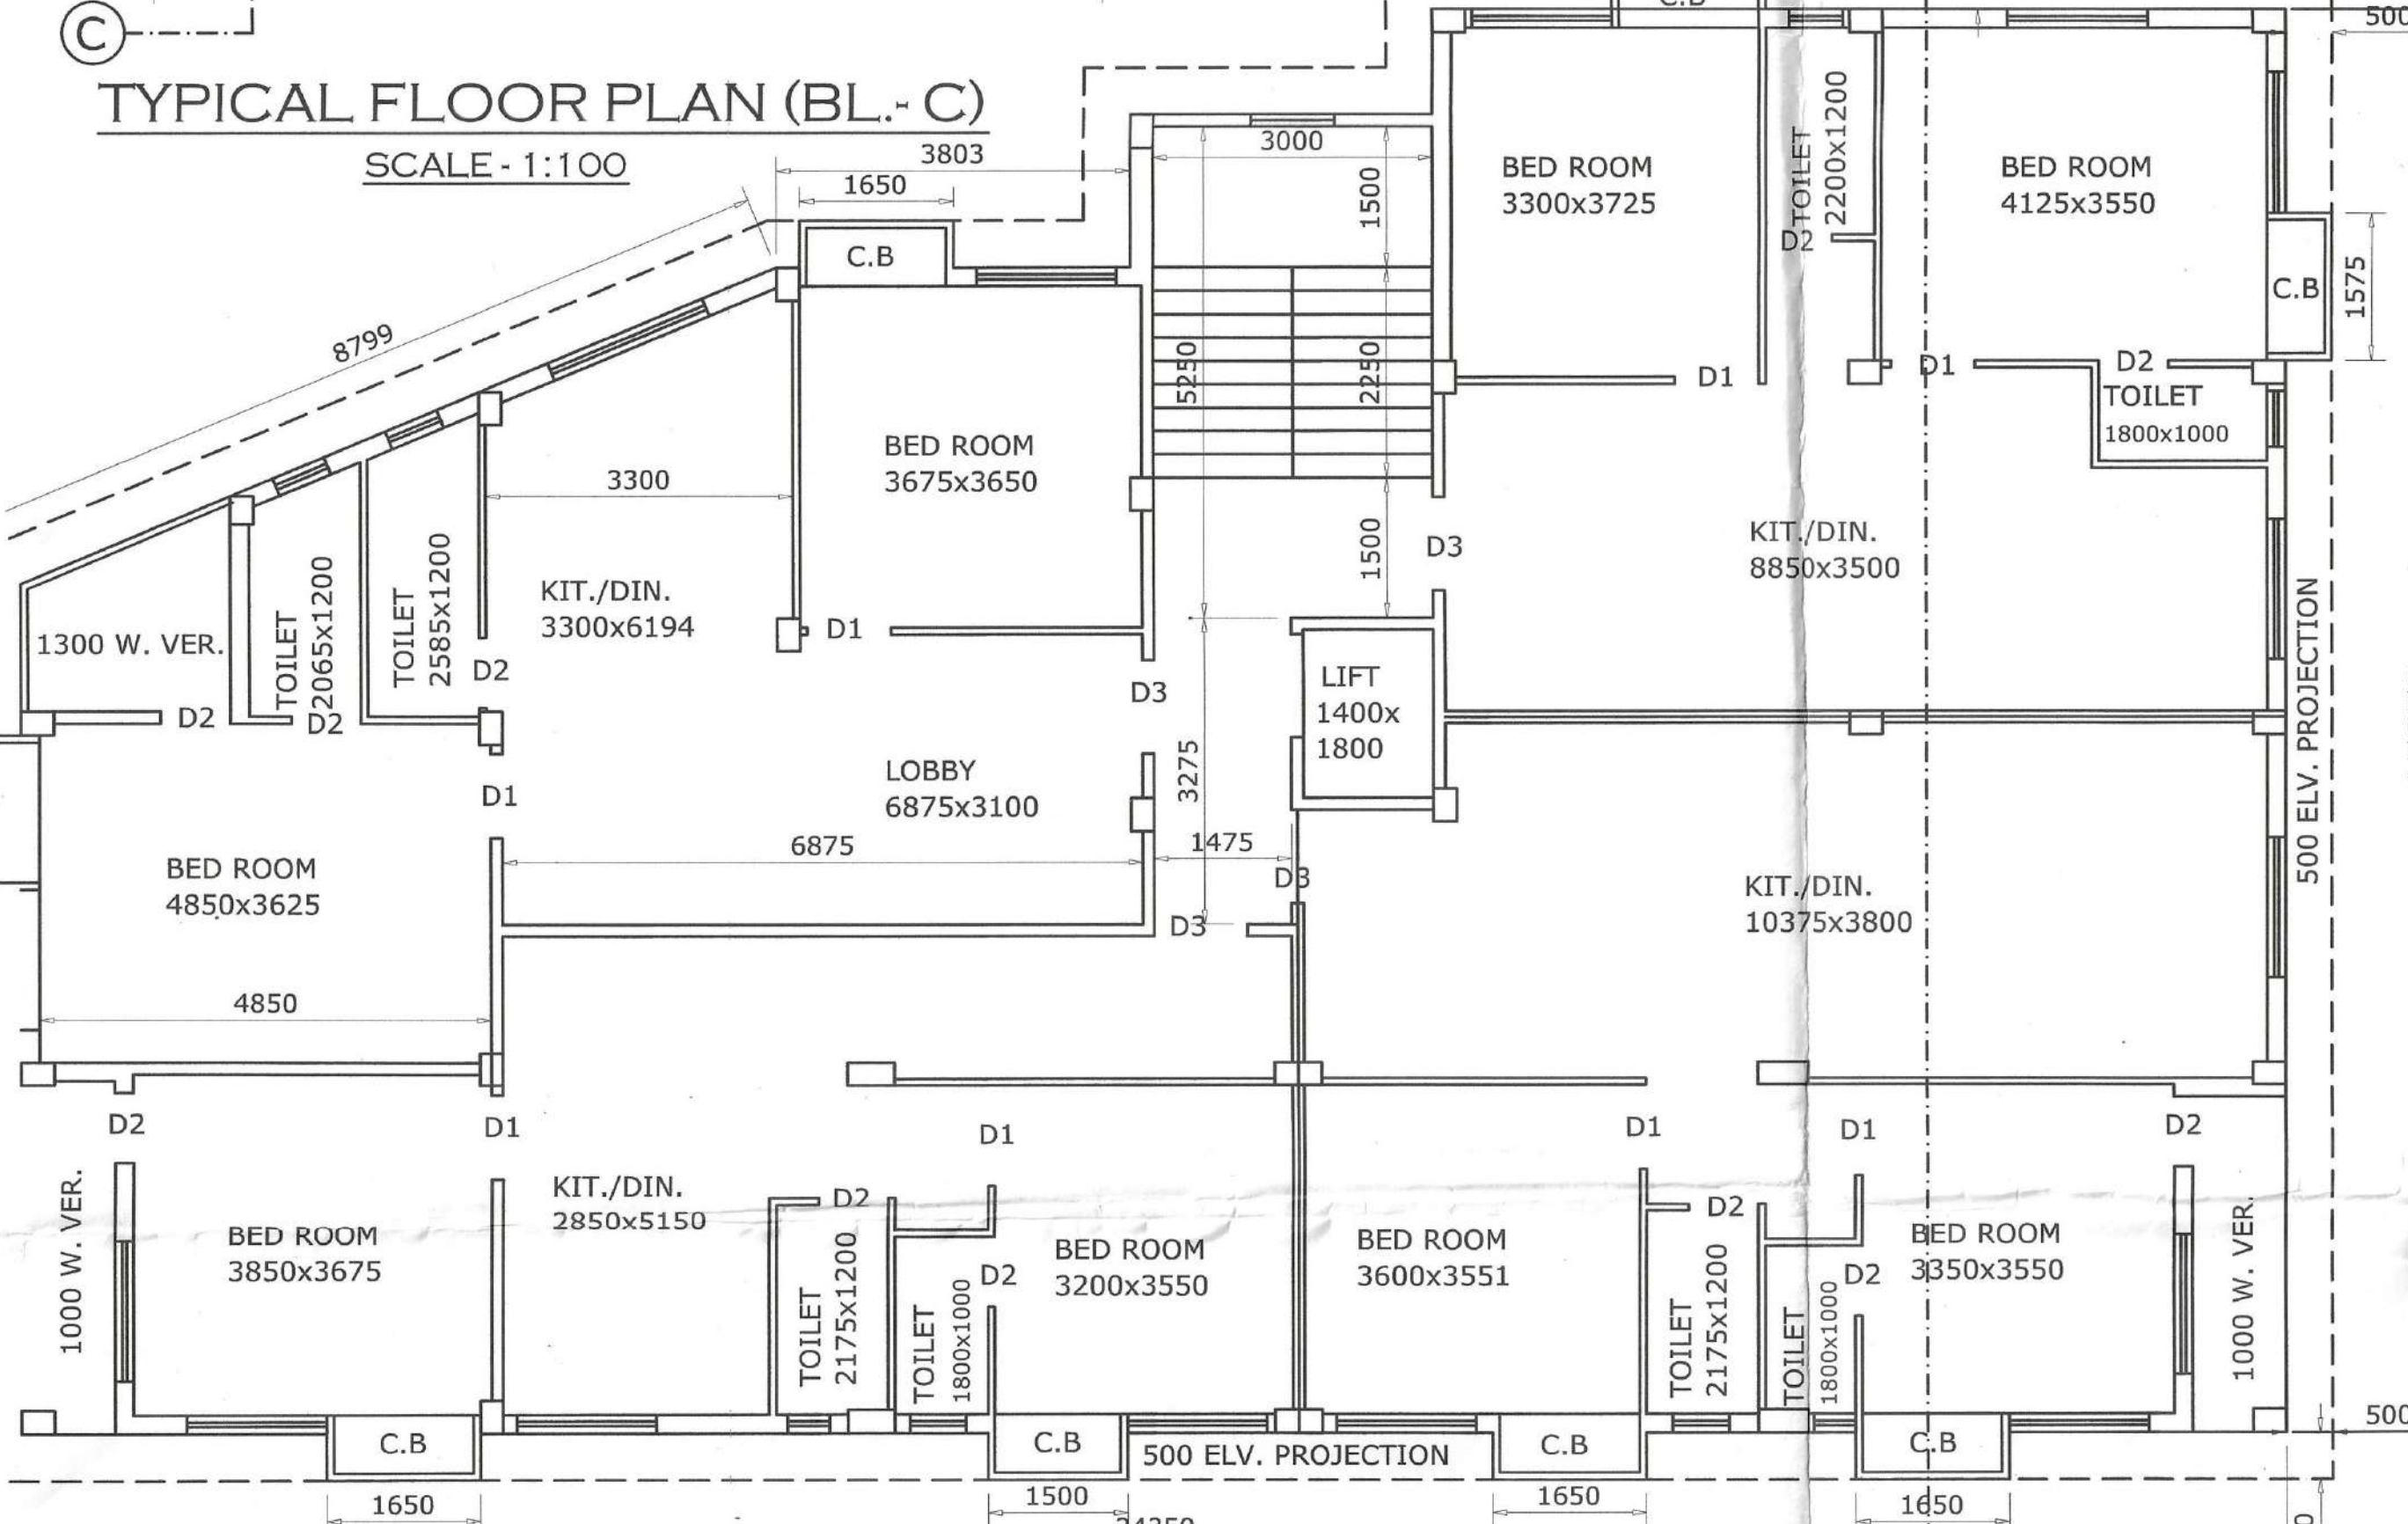 C
C.B
500
TYPICAL FLOOR PLAN (BL.- C)
SCALE - 1:100
3803
1650
3000
1500
BED ROOM
3300x3725
TOILET
2200x1200
D2
BED ROOM
4125x3550
C.B
8799
C.B
1575
5250
2250
D1
D1
D2
TOILET
1800x1000
BED ROOM
3675x3650
3300
1500
D3
KIT./DIN.
8850x3500
KIT./DIN.
3300x6194
1300 W. VER.
TOILET
2065x1200
TOILET
2585x1200
D2
D1
D2
D2
D3
LIFT
1400x
1800
500 ELV. PROJECTION
D1
LOBBY
6875x3100
3275
6875
1475
D3
D3
BED ROOM
4850x3625
KIT./DIN.
10375x3800
4850
D2
D1
D1
D1
D1
D2
1000 W. VER.
BED ROOM
3850x3675
KIT./DIN.
2850x5150
D2
TOILET
2175x1200
TOILET
1800x1000
D2
BED ROOM
3200x3550
BED ROOM
3600x3551
D2
TOILET
2175x1200
TOILET
1800x1000
D2
BED ROOM
3350x3550
1000 W. VER.
C.B
C.B
500 ELV. PROJECTION
C.B
C.B
500
1650
1500
1650
1650